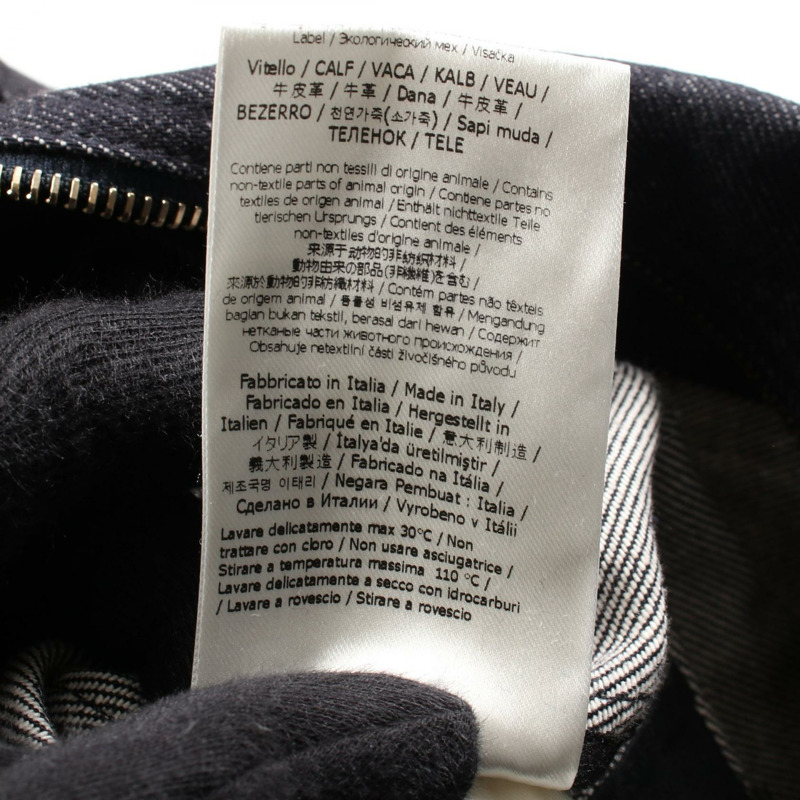 Label / Экологический мех / Visačka
Vitello / CALF / VACA / KALB / VEAU /
牛皮革 / 牛革 / Dana / 牛皮革 /
BEZERRO / 천연가죽(소가죽) / Sapi muda /
ТЕЛЕНОК / TELE
Contiene parti non tessili di origine animale / Contains
non-textile parts of animal origin / Contiene partes no
textiles de origen animal / Enthält nichttextile Teile
tierischen Ursprungs / Contient des éléments
non-textiles d'origine animale /
来源于动物的非纺织材料 /
動物由来の部品(非繊維)を含む /
來源於動物的非紡織材料 / Contém partes não têxteis
de origem animal / 동물성 비섬유제 함유 / Mengandung
bagian bukan tekstil, berasal dari hewan / Содержит
нетканые части животного происхождения /
Obsahuje netextilní části živočišného původu
Fabbricato in Italia / Made in Italy /
Fabricado en Italia / Hergestellt in
Italien / Fabriqué en Italie / 意大利制造 /
イタリア製 / İtalya'da üretilmiştir /
義大利製造 / Fabricado na Itália /
제조국명 이태리 / Negara Pembuat : Italia /
Сделано в Италии / Vyrobeno v Itálii
Lavare delicatamente max 30°C / Non
trattare con cloro / Non usare asciugatrice /
Stirare a temperatura massima 110 °C /
Lavare delicatamente a secco con idrocarburi
/ Lavare a rovescio / Stirare a rovescio